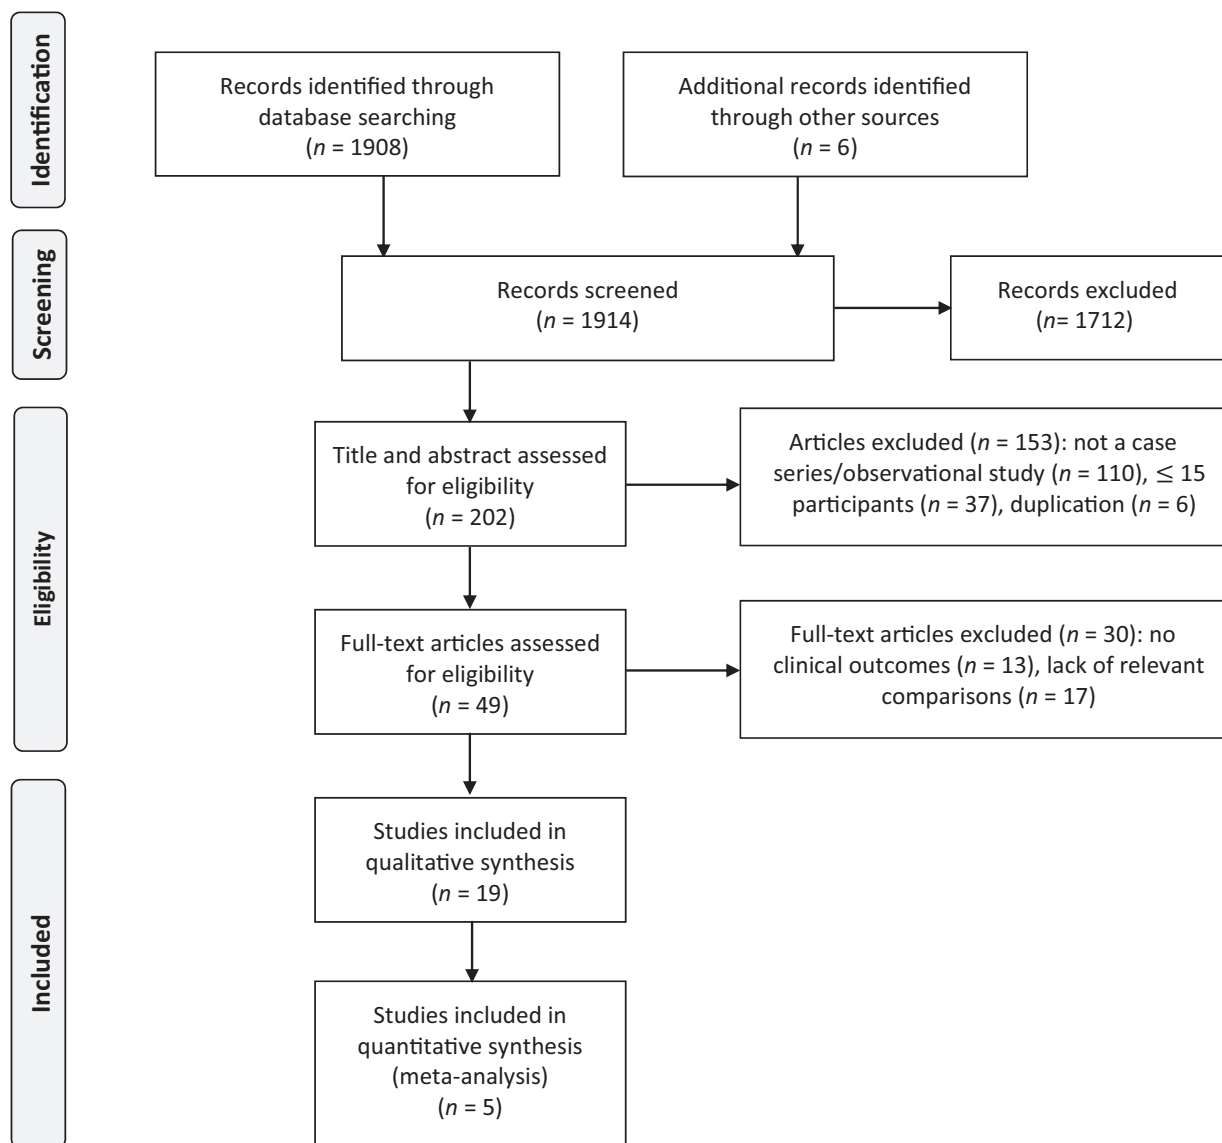 Identification
Records identified through
database searching
(n = 1908)
Additional records identified
through other sources
(n = 6)
Screening
Records screened
(n = 1914)
Records excluded
(n= 1712)
Eligibility
Title and abstract assessed
for eligibility
(n = 202)
Articles excluded (n = 153): not a case
series/observational study (n = 110), ≤ 15
participants (n = 37), duplication (n = 6)
Full-text articles assessed
for eligibility
(n = 49)
Full-text articles excluded (n = 30): no
clinical outcomes (n = 13), lack of relevant
comparisons (n = 17)
Included
Studies included in
qualitative synthesis
(n = 19)
Studies included in
quantitative synthesis
(meta-analysis)
(n = 5)